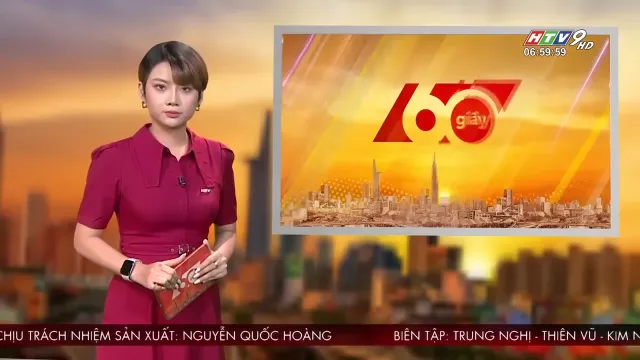 HTV9 HD
06:59:59
60
giây
HTV
CHỊU TRÁCH NHIỆM SẢN XUẤT: NGUYỄN QUỐC HOÀNG BIÊN TẬP: TRUNG NGHỊ - THIÊN VŨ - KIM N